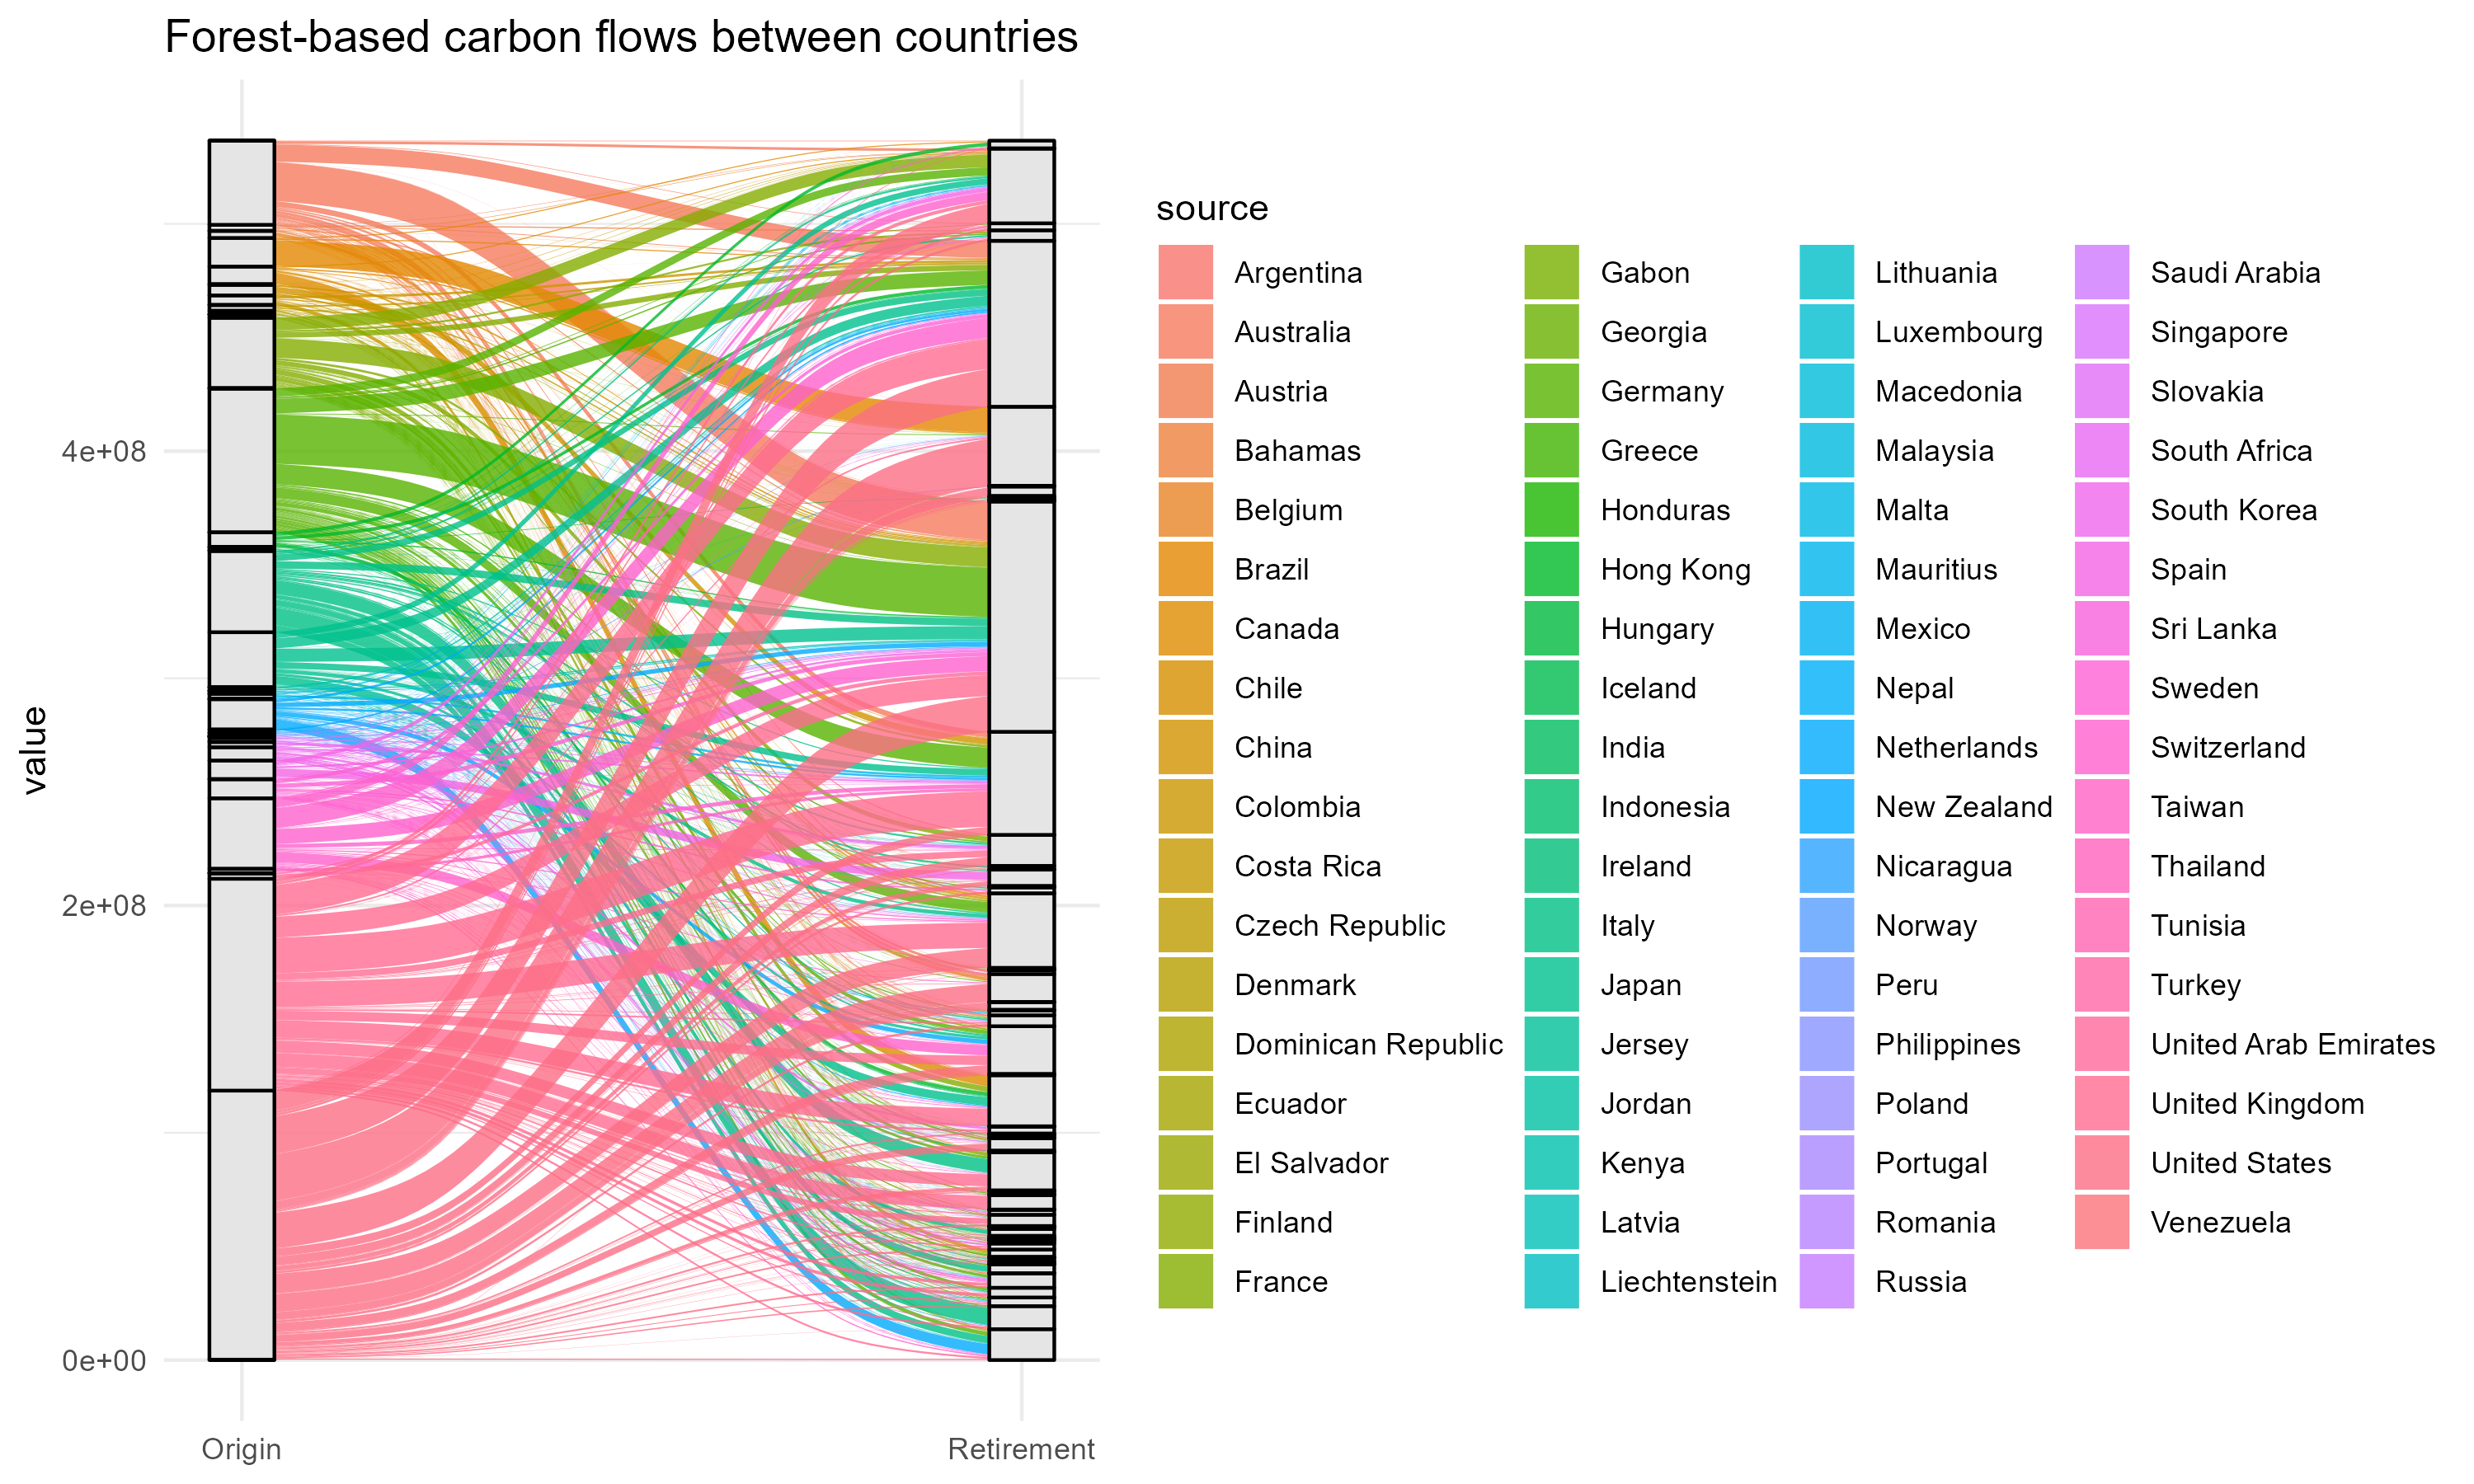 Forest-based carbon flows between countries
value
4e+08
2e+08
0e+00
Origin
Retirement
source
Argentina
Australia
Austria
Bahamas
Belgium
Brazil
Canada
Chile
China
Colombia
Costa Rica
Czech Republic
Denmark
Dominican Republic
Ecuador
El Salvador
Finland
France
Gabon
Georgia
Germany
Greece
Honduras
Hong Kong
Hungary
Iceland
India
Indonesia
Ireland
Italy
Japan
Jersey
Jordan
Kenya
Latvia
Liechtenstein
Lithuania
Luxembourg
Macedonia
Malaysia
Malta
Mauritius
Mexico
Nepal
Netherlands
New Zealand
Nicaragua
Norway
Peru
Philippines
Poland
Portugal
Romania
Russia
Saudi Arabia
Singapore
Slovakia
South Africa
South Korea
Spain
Sri Lanka
Sweden
Switzerland
Taiwan
Thailand
Tunisia
Turkey
United Arab Emirates
United Kingdom
United States
Venezuela